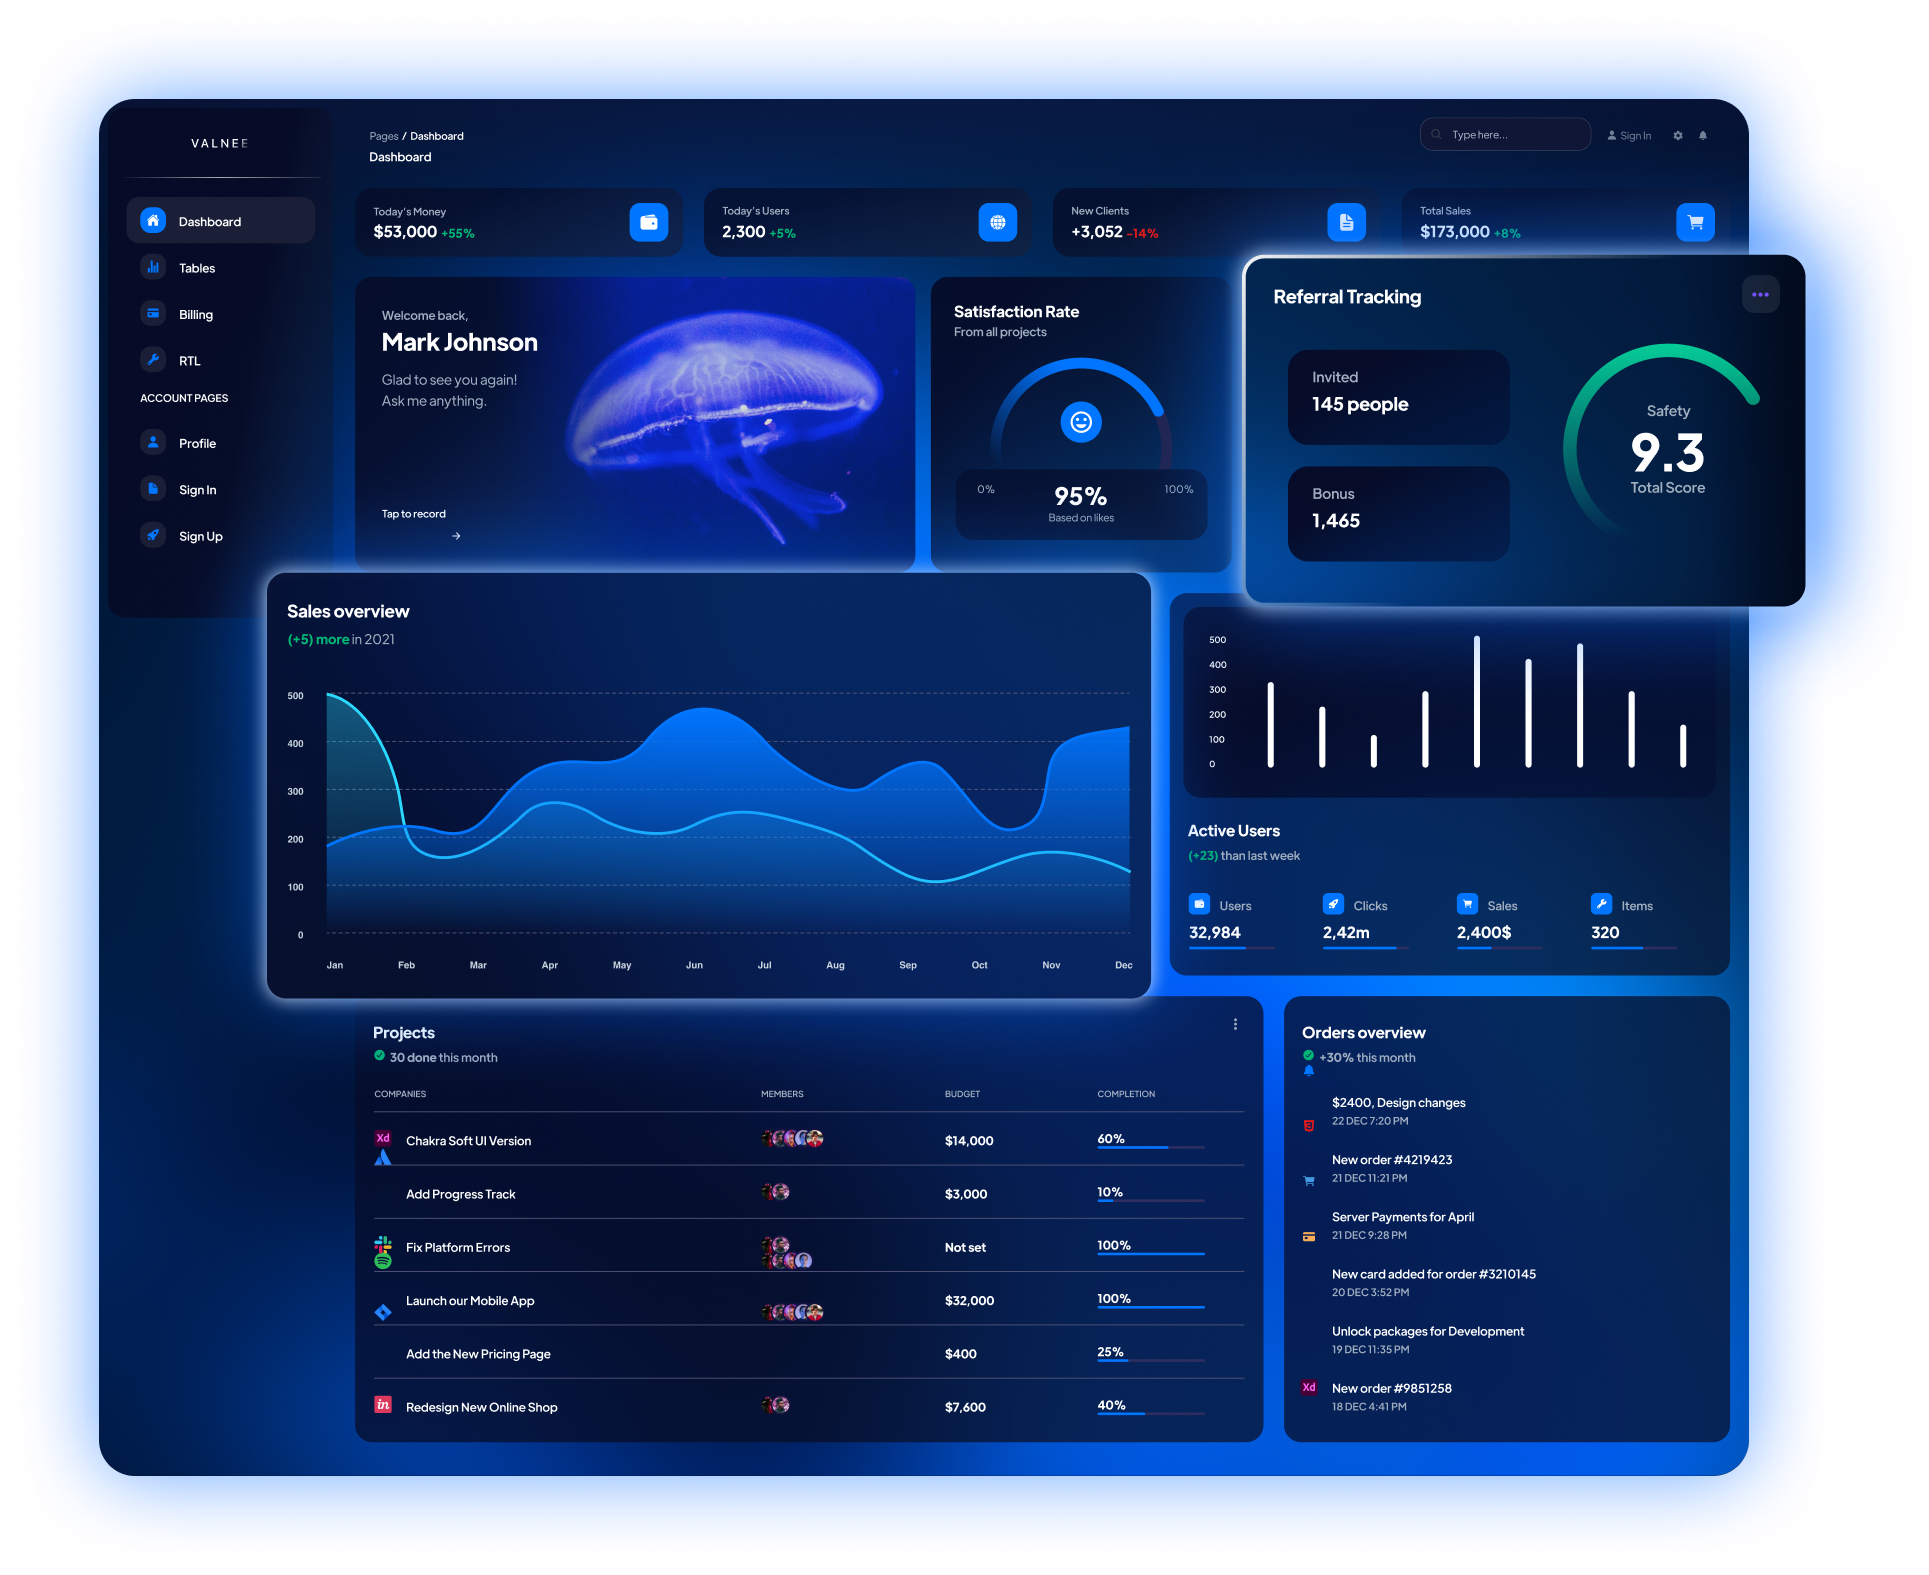 VALNEE
Dashboard
Tables
Billing
RTL
ACCOUNT PAGES
Profile
Sign In
Sign Up
Pages / Dashboard
Dashboard
Type here...
Sign In
Today's Money
$53,000 +55%
Today's Users
2,300 +5%
New Clients
+3,052 -14%
Total Sales
$173,000 +8%
Welcome back,
Mark Johnson
Glad to see you again!
Ask me anything.
Tap to record
Satisfaction Rate
From all projects
0%
95%
100%
Based on likes
Referral Tracking
Invited
145 people
Bonus
1,465
Safety
9.3
Total Score
Sales overview
(+5) more in 2021
500
400
300
200
100
0
Jan Feb Mar Apr May Jun Jul Aug Sep Oct Nov Dec
500
400
300
200
100
0
Active Users
(+23) than last week
Users
32,984
Clicks
2,42m
Sales
2,400$
Items
320
Projects
30 done this month
COMPANIES MEMBERS BUDGET COMPLETION
Xd Chakra Soft UI Version $14,000 60%
Add Progress Track $3,000 10%
Fix Platform Errors Not set 100%
Launch our Mobile App $32,000 100%
Add the New Pricing Page $400 25%
in Redesign New Online Shop $7,600 40%
Orders overview
+30% this month
$2400, Design changes
22 DEC 7:20 PM
New order #4219423
21 DEC 11:21 PM
Server Payments for April
21 DEC 9:28 PM
New card added for order #3210145
20 DEC 3:52 PM
Unlock packages for Development
19 DEC 11:35 PM
Xd New order #9851258
18 DEC 4:41 PM